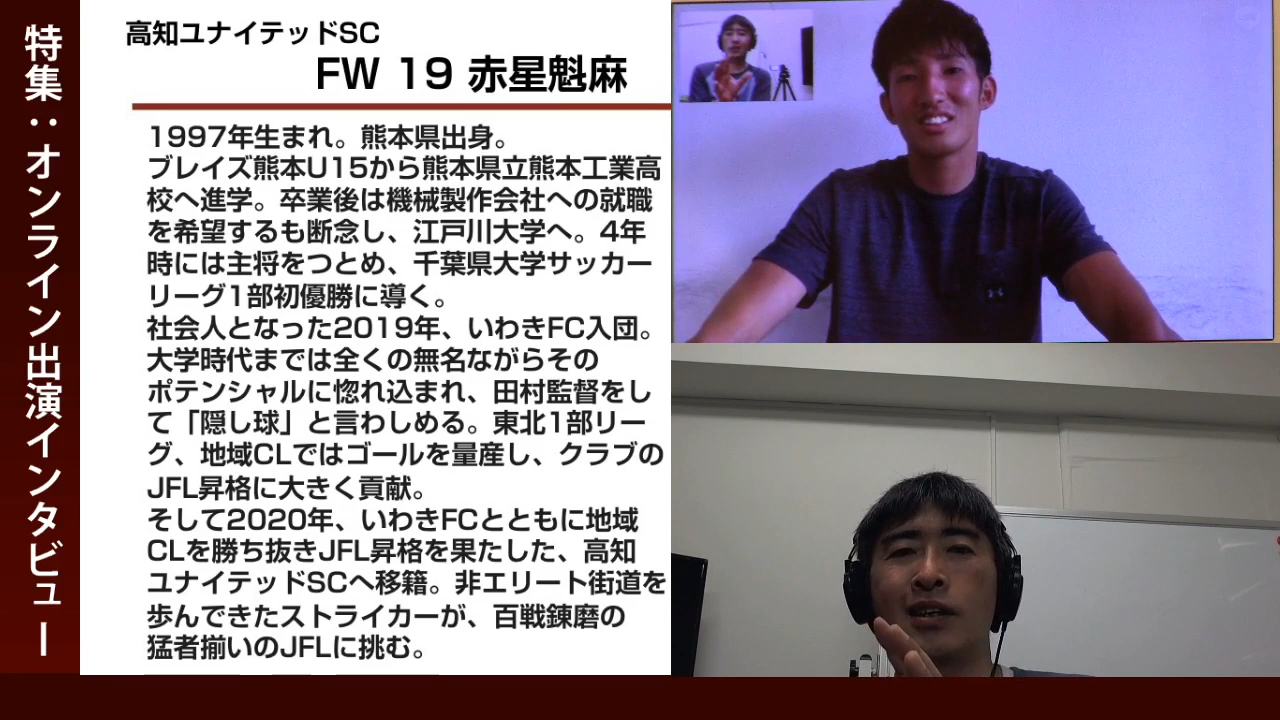 特集：オンライン出演インタビュー
高知ユナイテッドSC
FW 19 赤星魁麻
1997年生まれ。熊本県出身。
ブレイズ熊本U15から熊本県立熊本工業高
校へ進学。卒業後は機械製作会社への就職
を希望するも断念し、江戸川大学へ。4年
時には主将をつとめ、千葉県大学サッカー
リーグ1部初優勝に導く。
社会人となった2019年、いわきFC入団。
大学時代までは全くの無名ながらその
ポテンシャルに惚れ込まれ、田村監督をし
て「隠し球」と言わしめる。東北1部リー
グ、地域CLではゴールを量産し、クラブの
JFL昇格に大きく貢献。
そして2020年、いわきFCとともに地域
CLを勝ち抜きJFL昇格を果たした、高知
ユナイテッドSCへ移籍。非エリート街道を
歩んできたストライカーが、百戦錬磨の
猛者揃いのJFLに挑む。